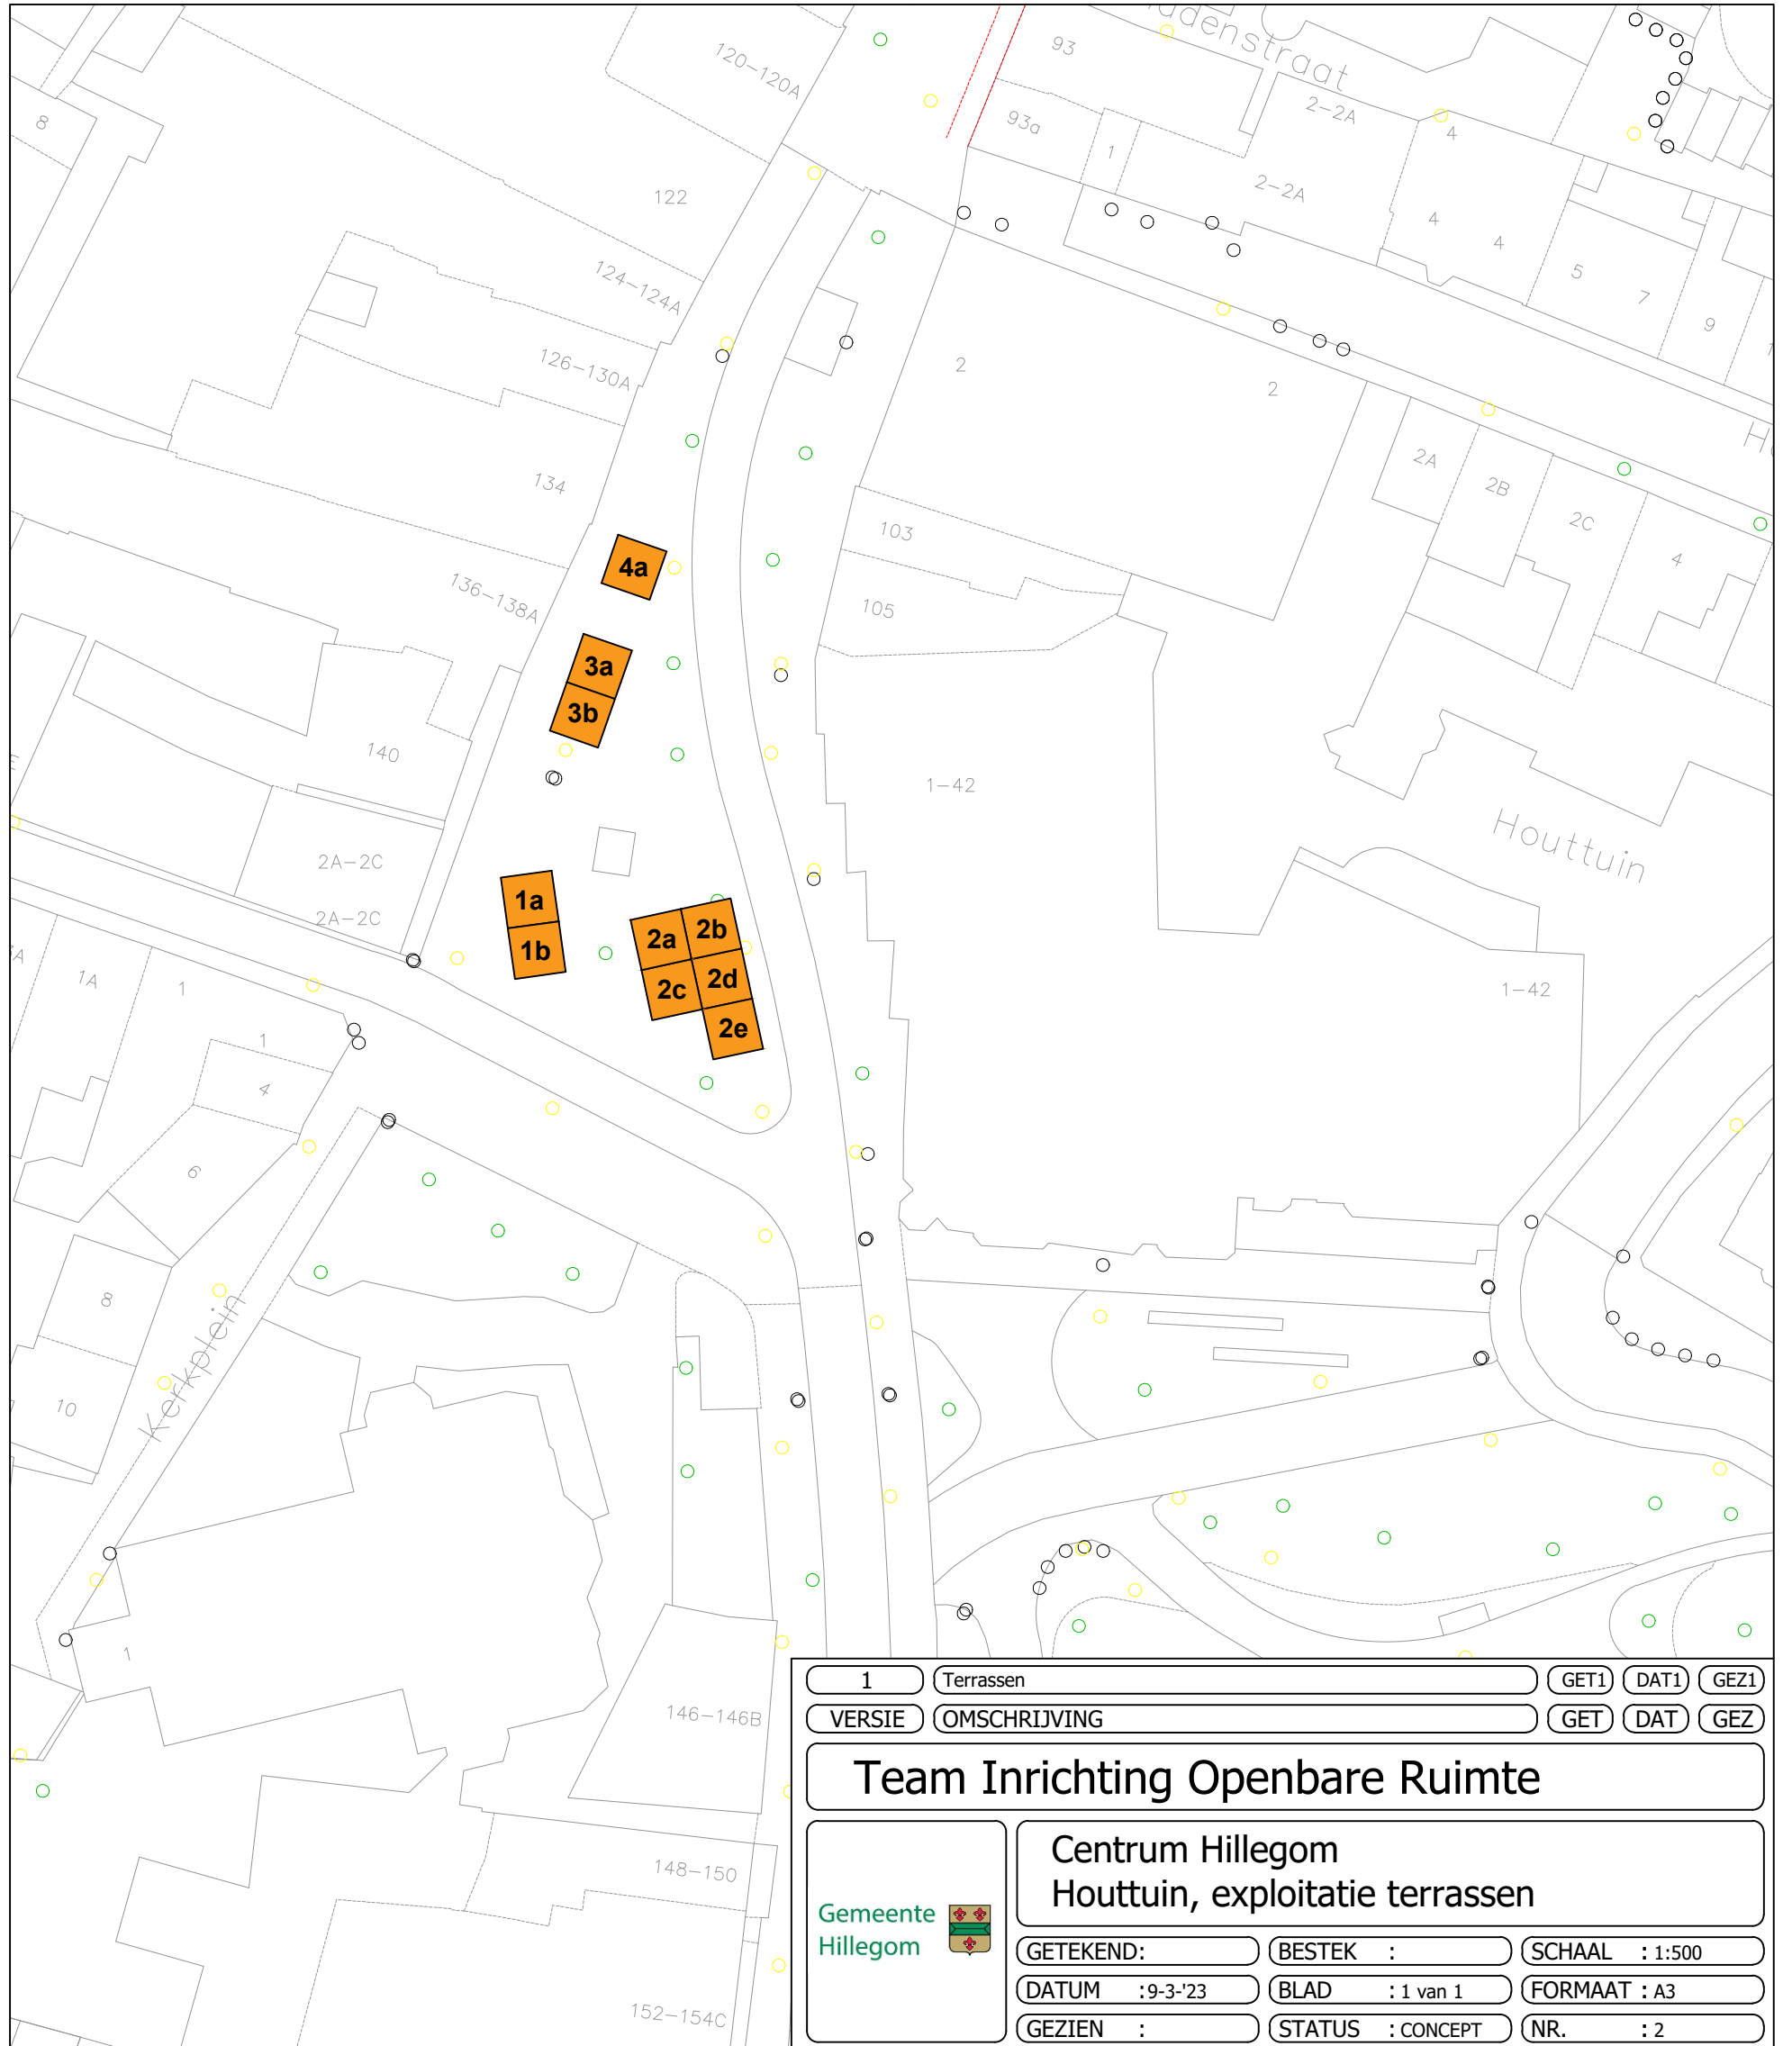 120-120A
93
93a
1
2-2A
2-2A
4
4
4
5
7
9
8
122
124-124A
126-130A
134
136-138A
140
2
2
2A
2B
2C
4
103
105
1-42
1-42
Houttuin
4a
3a
3b
1a
1b
2a
2b
2c
2d
2e
2A-2C
2A-2C
1A
1
1
4
6
8
10
Kerkplein
1
146-146B
148-150
152-154C
1 Terrassen GET1 DAT1 GEZ1
VERSIE OMSCHRIJVING GET DAT GEZ
Team Inrichting Openbare Ruimte
Gemeente
Hillegom
Centrum Hillegom
Houttuin, exploitatie terrassen
GETEKEND: BESTEK : SCHAAL : 1:500
DATUM :9-3-'23 BLAD : 1 van 1 FORMAAT : A3
GEZIEN : STATUS : CONCEPT NR. : 2